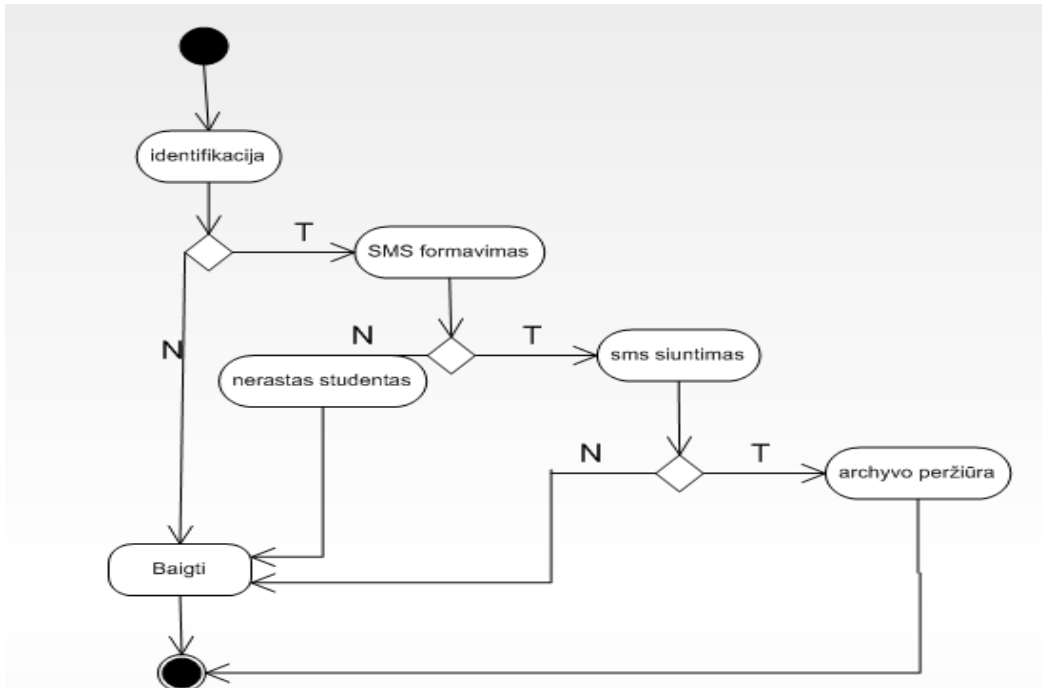 identifikacija
T
SMS formavimas
N
N
T
sms siuntimas
nerastas studentas
N
T
archyvo peržiūra
Baigti